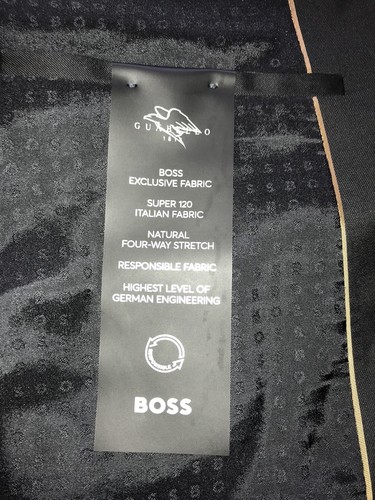 BOSS
EXCLUSIVE FABRIC
SUPER 120
ITALIAN FABRIC
NATURAL
FOUR-WAY STRETCH
RESPONSIBLE FABRIC
HIGHEST LEVEL OF
GERMAN ENGINEERING
RESPONSIBLE
BOSS